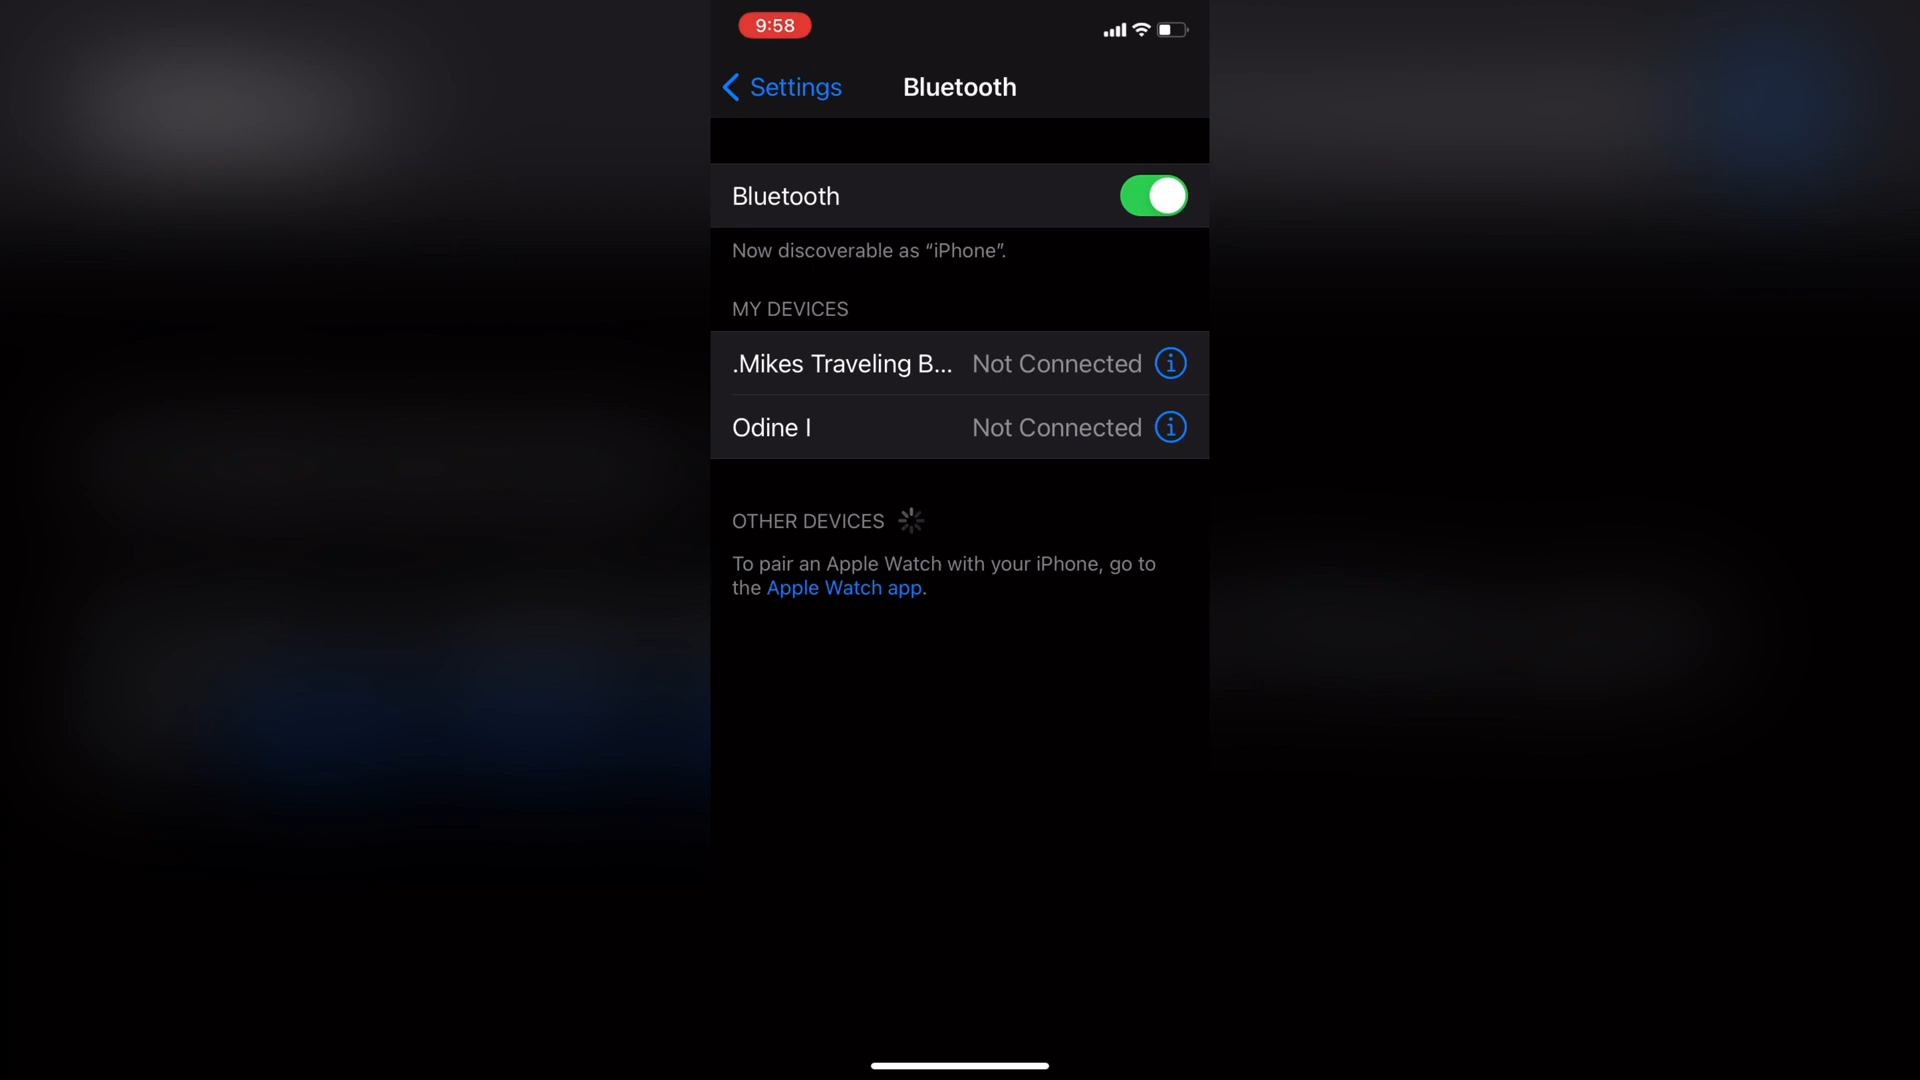 9:58
Settings
Bluetooth
Bluetooth
Now discoverable as “iPhone”.
MY DEVICES
.Mikes Traveling B... Not Connected
Odine I Not Connected
OTHER DEVICES
To pair an Apple Watch with your iPhone, go to
the Apple Watch app.